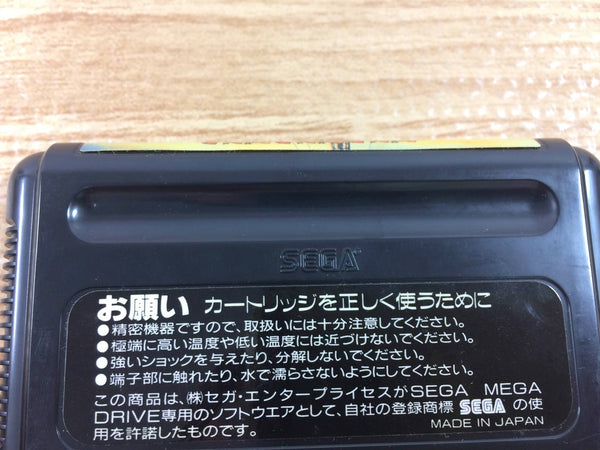 SEGA
お願い カートリッジを正しく使うために
●精密機器ですので、取扱いには十分注意してください。
●極端に高い温度や低い温度には近づけないでください。
●強いショックを与えたり、分解しないでください。
●端子部に触れたり、水で濡らさないようにしてください。
この商品は、㈱セガ・エンタープライセスがSEGA MEGA
DRIVE専用のソフトウエアとして、自社の登録商標 SEGA の使
用を許諾したものです。
MADE IN JAPAN